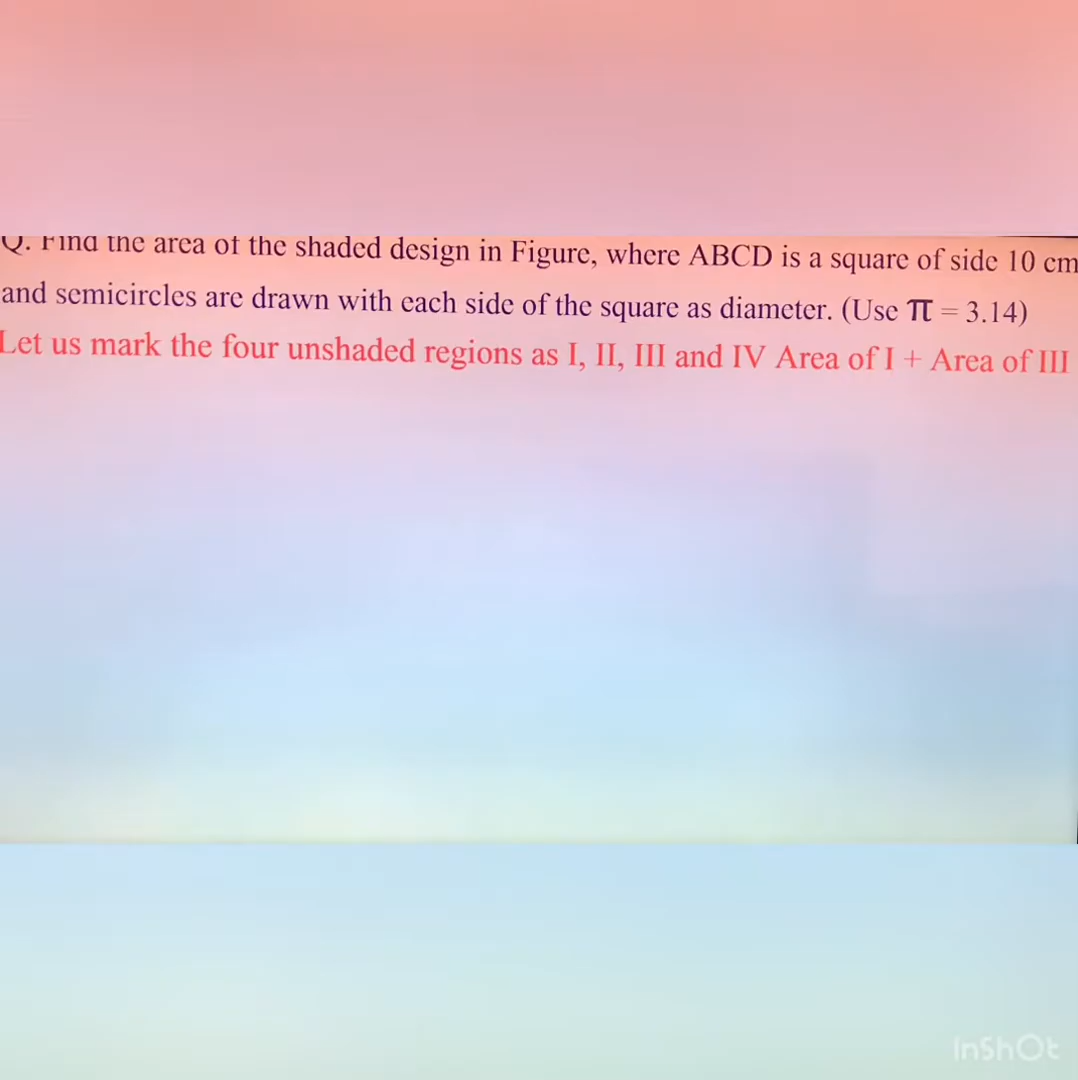 Q. Find the area of the shaded design in Figure, where ABCD is a square of side 10 cm
and semicircles are drawn with each side of the square as diameter. (Use π = 3.14)
Let us mark the four unshaded regions as I, II, III and IV Area of I + Area of III
InShOt